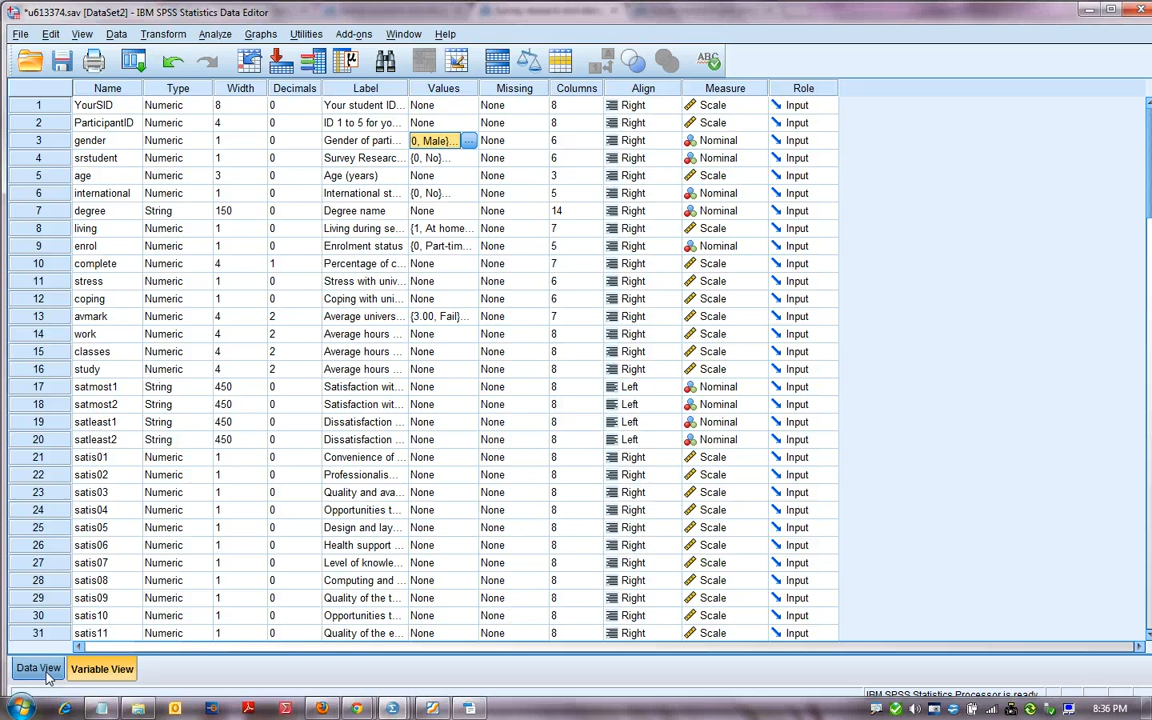 *u613374.sav [DataSet2] - IBM SPSS Statistics Data Editor
File Edit View Data Transform Analyze Graphs Utilities Add-ons Window Help
Name Type Width Decimals Label Values Missing Columns Align Measure Role
1 YourSID Numeric 8 0 Your student ID... None None 8 Right Scale Input
2 ParticipantID Numeric 4 0 ID 1 to 5 for yo... None None 8 Right Scale Input
3 gender Numeric 1 0 Gender of parti... 0, Male}... ... None 6 Right Nominal Input
4 srstudent Numeric 1 0 Survey Researc... {0, No}... None 6 Right Nominal Input
5 age Numeric 3 0 Age (years) None None 3 Right Scale Input
6 international Numeric 1 0 International st... {0, No}... None 5 Right Nominal Input
7 degree String 150 0 Degree name None None 14 Right Nominal Input
8 living Numeric 1 0 Living during se... {1, At home... None 7 Right Scale Input
9 enrol Numeric 1 0 Enrolment status {0, Part-tim... None 5 Right Nominal Input
10 complete Numeric 4 1 Percentage of c... None None 7 Right Scale Input
11 stress Numeric 1 0 Stress with univ... None None 6 Right Scale Input
12 coping Numeric 1 0 Coping with uni... None None 6 Right Scale Input
13 avmark Numeric 4 2 Average univers... {3.00, Fail}... None 7 Right Scale Input
14 work Numeric 4 2 Average hours ... None None 8 Right Scale Input
15 classes Numeric 4 2 Average hours ... None None 8 Right Scale Input
16 study Numeric 4 2 Average hours ... None None 8 Right Scale Input
17 satmost1 String 450 0 Satisfaction wit... None None 8 Left Nominal Input
18 satmost2 String 450 0 Satisfaction wit... None None 8 Left Nominal Input
19 satleast1 String 450 0 Dissatisfaction ... None None 8 Left Nominal Input
20 satleast2 String 450 0 Dissatisfaction ... None None 8 Left Nominal Input
21 satis01 Numeric 1 0 Convenience of ... None None 8 Right Scale Input
22 satis02 Numeric 1 0 Professionalis... None None 8 Right Scale Input
23 satis03 Numeric 1 0 Quality and ava... None None 8 Right Scale Input
24 satis04 Numeric 1 0 Opportunities t... None None 8 Right Scale Input
25 satis05 Numeric 1 0 Design and lay... None None 8 Right Scale Input
26 satis06 Numeric 1 0 Health support ... None None 8 Right Scale Input
27 satis07 Numeric 1 0 Level of knowle... None None 8 Right Scale Input
28 satis08 Numeric 1 0 Computing and ... None None 8 Right Scale Input
29 satis09 Numeric 1 0 Quality of the t... None None 8 Right Scale Input
30 satis10 Numeric 1 0 Opportunities t... None None 8 Right Scale Input
31 satis11 Numeric 1 0 Quality of the e... None None 8 Right Scale Input
Data View Variable View
IBM SPSS Statistics Processor is ready
8:36 PM